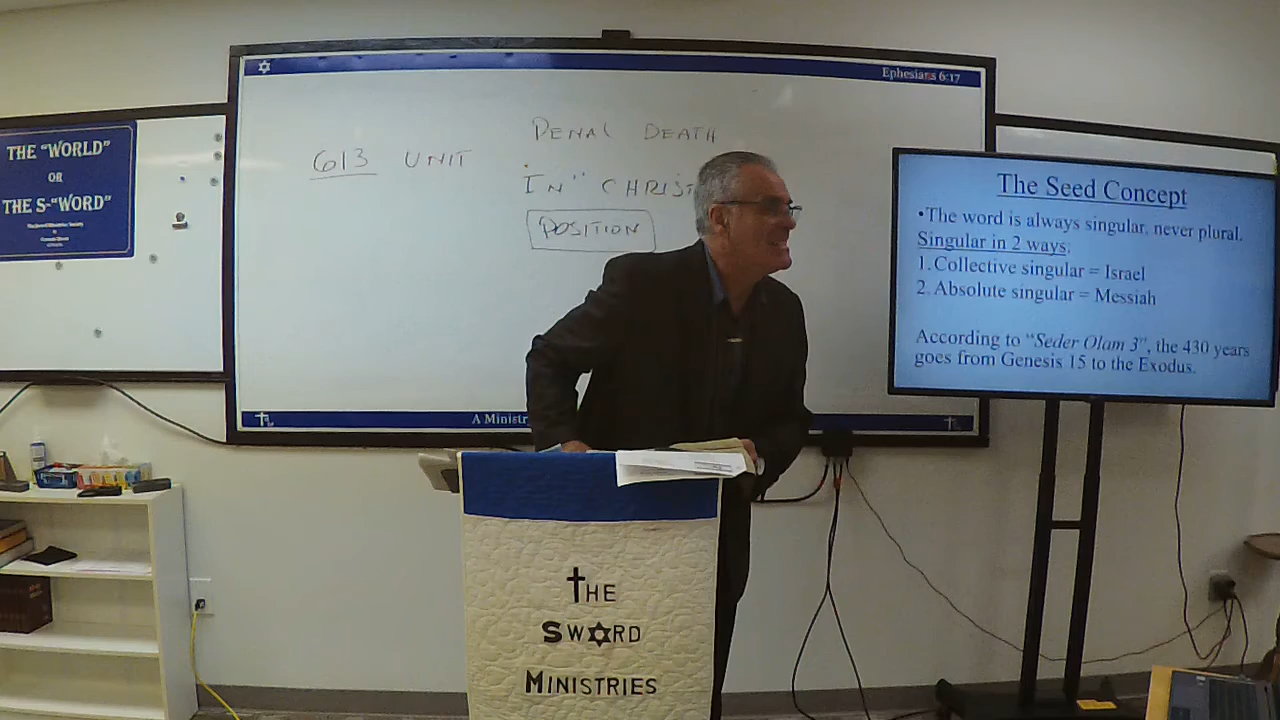 THE "WORLD"
OR
THE S-"WORD"
Ephesians 6:17
PENAL DEATH
613 UNIT
IN" CHRIST
POSITION
A Ministr
The Seed Concept
•The word is always singular, never plural.
Singular in 2 ways:
1. Collective singular = Israel
2. Absolute singular = Messiah
According to "Seder Olam 3", the 430 years
goes from Genesis 15 to the Exodus.
THE
SWORD
MINISTRIES